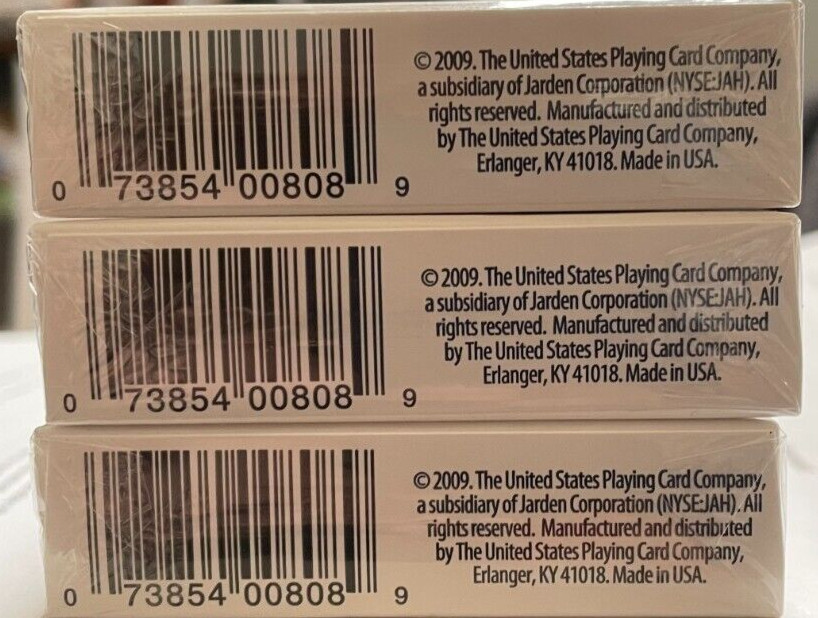 0 73854 00808 9
© 2009. The United States Playing Card Company,
a subsidiary of Jarden Corporation (NYSE:JAH). All
rights reserved. Manufactured and distributed
by The United States Playing Card Company,
Erlanger, KY 41018. Made in USA.
0 73854 00808 9
© 2009. The United States Playing Card Company,
a subsidiary of Jarden Corporation (NYSE:JAH). All
rights reserved. Manufactured and distributed
by The United States Playing Card Company,
Erlanger, KY 41018. Made in USA.
0 73854 00808 9
© 2009. The United States Playing Card Company,
a subsidiary of Jarden Corporation (NYSE:JAH). All
rights reserved. Manufactured and distributed
by The United States Playing Card Company,
Erlanger, KY 41018. Made in USA.